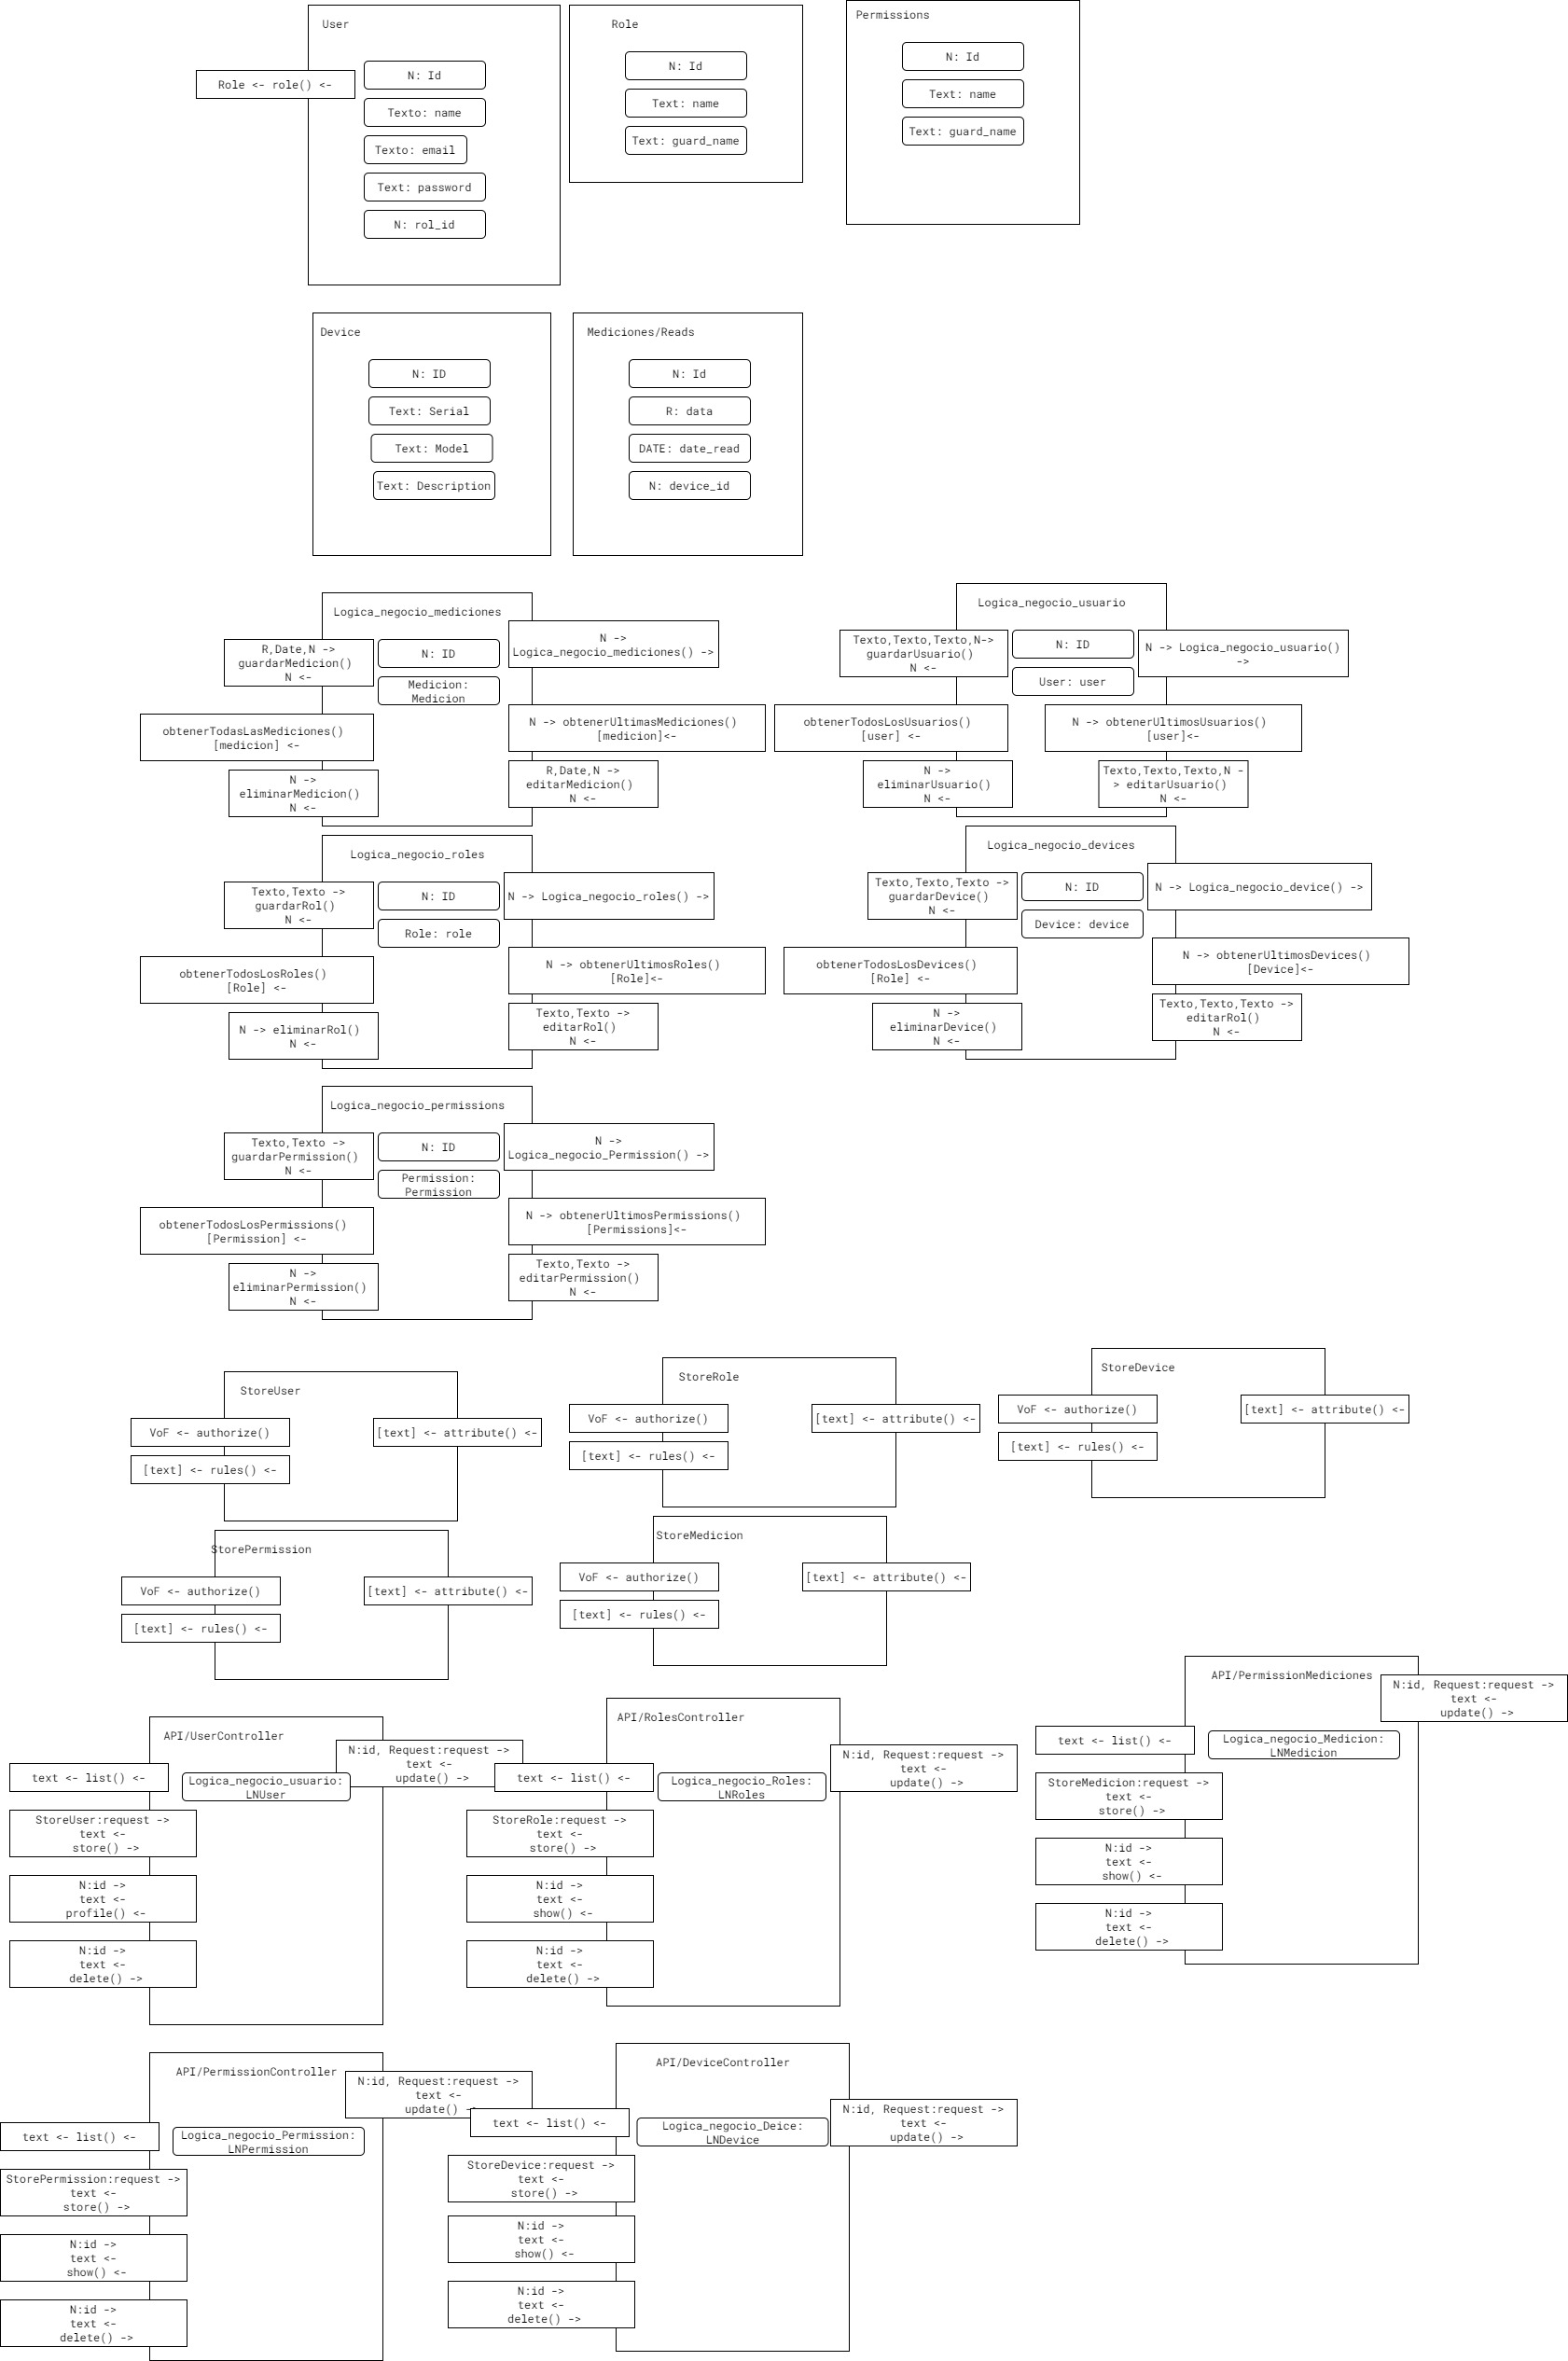 User
Role <- role() <-
N: Id
Texto: name
Texto: email
Text: password
N: rol_id
Role
N: Id
Text: name
Text: guard_name
Permissions
N: Id
Text: name
Text: guard_name
Device
N: ID
Text: Serial
Text: Model
Text: Description
Mediciones/Reads
N: Id
R: data
DATE: date_read
N: device_id
Logica_negocio_mediciones
R,Date,N ->
guardarMedicion()
N <-
N: ID
Medicion:
Medicion
N ->
Logica_negocio_mediciones() ->
obtenerTodasLasMediciones()
[medicion] <-
N -> obtenerUltimasMediciones()
[medicion]<-
N ->
eliminarMedicion()
N <-
R,Date,N ->
editarMedicion()
N <-
Logica_negocio_usuario
Texto,Texto,Texto,N->
guardarUsuario()
N <-
N: ID
User: user
N -> Logica_negocio_usuario()
->
obtenerTodosLosUsuarios()
[user] <-
N -> obtenerUltimosUsuarios()
[user]<-
N ->
eliminarUsuario()
N <-
Texto,Texto,Texto,N -
> editarUsuario()
N <-
Logica_negocio_roles
Texto,Texto ->
guardarRol()
N <-
N: ID
Role: role
N -> Logica_negocio_roles() ->
obtenerTodosLosRoles()
[Role] <-
N -> obtenerUltimosRoles()
[Role]<-
N -> eliminarRol()
N <-
Texto,Texto ->
editarRol()
N <-
Logica_negocio_devices
Texto,Texto,Texto ->
guardarDevice()
N <-
N: ID
Device: device
N -> Logica_negocio_device() ->
obtenerTodosLosDevices()
[Role] <-
N -> obtenerUltimosDevices()
[Device]<-
N ->
eliminarDevice()
N <-
Texto,Texto,Texto ->
editarRol()
N <-
Logica_negocio_permissions
Texto,Texto ->
guardarPermission()
N <-
N: ID
Permission:
Permission
N ->
Logica_negocio_Permission() ->
obtenerTodosLosPermissions()
[Permission] <-
N -> obtenerUltimosPermissions()
[Permissions]<-
N ->
eliminarPermission()
N <-
Texto,Texto ->
editarPermission()
N <-
StoreUser
VoF <- authorize()
[text] <- attribute() <-
[text] <- rules() <-
StoreRole
VoF <- authorize()
[text] <- attribute() <-
[text] <- rules() <-
StoreDevice
VoF <- authorize()
[text] <- attribute() <-
[text] <- rules() <-
StorePermission
VoF <- authorize()
[text] <- attribute() <-
[text] <- rules() <-
StoreMedicion
VoF <- authorize()
[text] <- attribute() <-
[text] <- rules() <-
API/UserController
N:id, Request:request ->
text <-
update() ->
text <- list() <-
Logica_negocio_usuario:
LNUser
StoreUser:request ->
text <-
store() ->
N:id ->
text <-
profile() <-
N:id ->
text <-
delete() ->
API/RolesController
N:id, Request:request ->
text <-
update() ->
text <- list() <-
Logica_negocio_Roles:
LNRoles
StoreRole:request ->
text <-
store() ->
N:id ->
text <-
show() <-
N:id ->
text <-
delete() ->
API/PermissionMediciones
N:id, Request:request ->
text <-
update() ->
text <- list() <-
Logica_negocio_Medicion:
LNMedicion
StoreMedicion:request ->
text <-
store() ->
N:id ->
text <-
show() <-
N:id ->
text <-
delete() ->
API/PermissionController
N:id, Request:request ->
text <-
update() -
text <- list() <-
Logica_negocio_Permission:
LNPermission
StorePermission:request ->
text <-
store() ->
N:id ->
text <-
show() <-
N:id ->
text <-
delete() ->
API/DeviceController
N:id, Request:request ->
text <-
update() ->
text <- list() <-
Logica_negocio_Deice:
LNDevice
StoreDevice:request ->
text <-
store() ->
N:id ->
text <-
show() <-
N:id ->
text <-
delete() ->